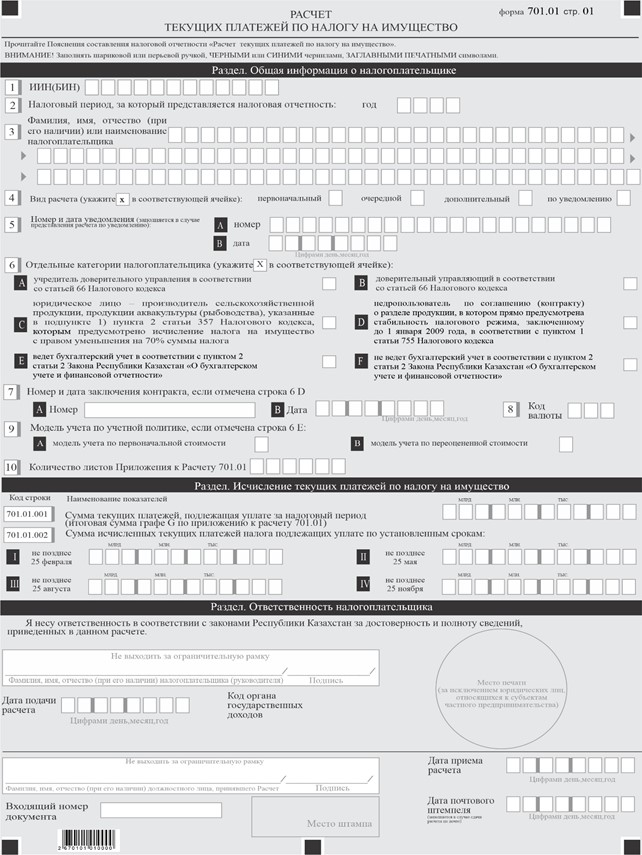 форма 701.01 стр. 01
РАСЧЕТ
ТЕКУЩИХ ПЛАТЕЖЕЙ ПО НАЛОГУ НА ИМУЩЕСТВО
Прочитайте Пояснения составления налоговой отчетности «Расчет текущих платежей по налогу на имущество».
ВНИМАНИЕ! Заполнять шариковой или перьевой ручкой, ЧЕРНЫМИ или СИНИМИ чернилами, ЗАГЛАВНЫМИ ПЕЧАТНЫМИ символами.
Раздел. Общая информация о налогоплательщике
1 ИИН(БИН)
2 Налоговый период, за который представляется налоговая отчетность: год
3 Фамилия, имя, отчество (при
его наличии) или наименование
налогоплательщика
4 Вид расчета (укажите x в соответствующей ячейке): первоначальный очередной дополнительный по уведомлению
5 Номер и дата уведомления (заполняется в случае
представления расчета по уведомлению):
A номер
B дата
Цифрами день,месяц,год
6 Отдельные категории налогоплательщика (укажите X в соответствующей ячейке):
A учредитель доверительного управления в соответствии
со статьей 66 Налогового кодекса
B доверительный управляющий в соответствии
со статьей 66 Налогового кодекса
C юридическое лицо – производитель сельскохозяйственной
продукции, продукции аквакультуры (рыбоводства), указанные
в подпункте 1) пункта 2 статьи 357 Налогового кодекса,
которым предусмотрено исчисление налога на имущество
с правом уменьшения на 70% суммы налога
D недропользователь по соглашению (контракту)
о разделе продукции, в котором прямо предусмотрена
стабильность налогового режима, заключенному
до 1 января 2009 года, в соответствии с пунктом 1
статьи 755 Налогового кодекса
E ведет бухгалтерский учет в соответствии с пунктом 2
статьи 2 Закона Республики Казахстан «О бухгалтерском
учете и финансовой отчетности»
F не ведет бухгалтерский учет в соответствии с пунктом 2
статьи 2 Закона Республики Казахстан «О бухгалтерском
учете и финансовой отчетности»
7 Номер и дата заключения контракта, если отмечена строка 6 D
A Номер
B Дата
Цифрами день,месяц,год
8 Код
валюты
9 Модель учета по учетной политике, если отмечена строка 6 E:
A модель учета по первоначальной стоимости
B модель учета по переоцененной стоимости
10 Количество листов Приложения к Расчету 701.01
Раздел. Исчисление текущих платежей по налогу на имущество
Код строки Наименование показателей
млрд млн. тыс.
701.01.001 Сумма текущих платежей, подлежащая уплате за налоговый период
(итоговая сумма графе G по приложению к расчету 701.01)
701.01.002 Сумма исчисленных текущих платежей налога подлежащих уплате по установленным срокам:
млрд млн. тыс.
I не позднее
25 февраля
млрд млн. тыс.
II не позднее
25 мая
млрд млн. тыс.
III не позднее
25 августа
млрд млн. тыс.
IV не позднее
25 ноября
Раздел. Ответственность налогоплательщика
Я несу ответственность в соответствии с законами Республики Казахстан за достоверность и полноту сведений,
приведенных в данном расчете.
Не выходить за ограничительную рамку
Фамилия, имя, отчество (при его наличии) налогоплательщика (руководителя) Подпись
Место печати
(за исключением юридических лиц,
относящихся к субъектам
частного предпринимательства)
Дата подачи
расчета
Цифрами день,месяц,год
Код органа
государственных
доходов
Не выходить за ограничительную рамку
Фамилия, имя, отчество (при его наличии) должностного лица, принявшего Расчет Подпись
Дата приема
расчета
Цифрами день,месяц,год
Входящий номер
документа
Место штампа
Дата почтового
штемпеля
(заполняется в случае сдачи
расчета по почте)
Цифрами день,месяц,год
2 670101 010000